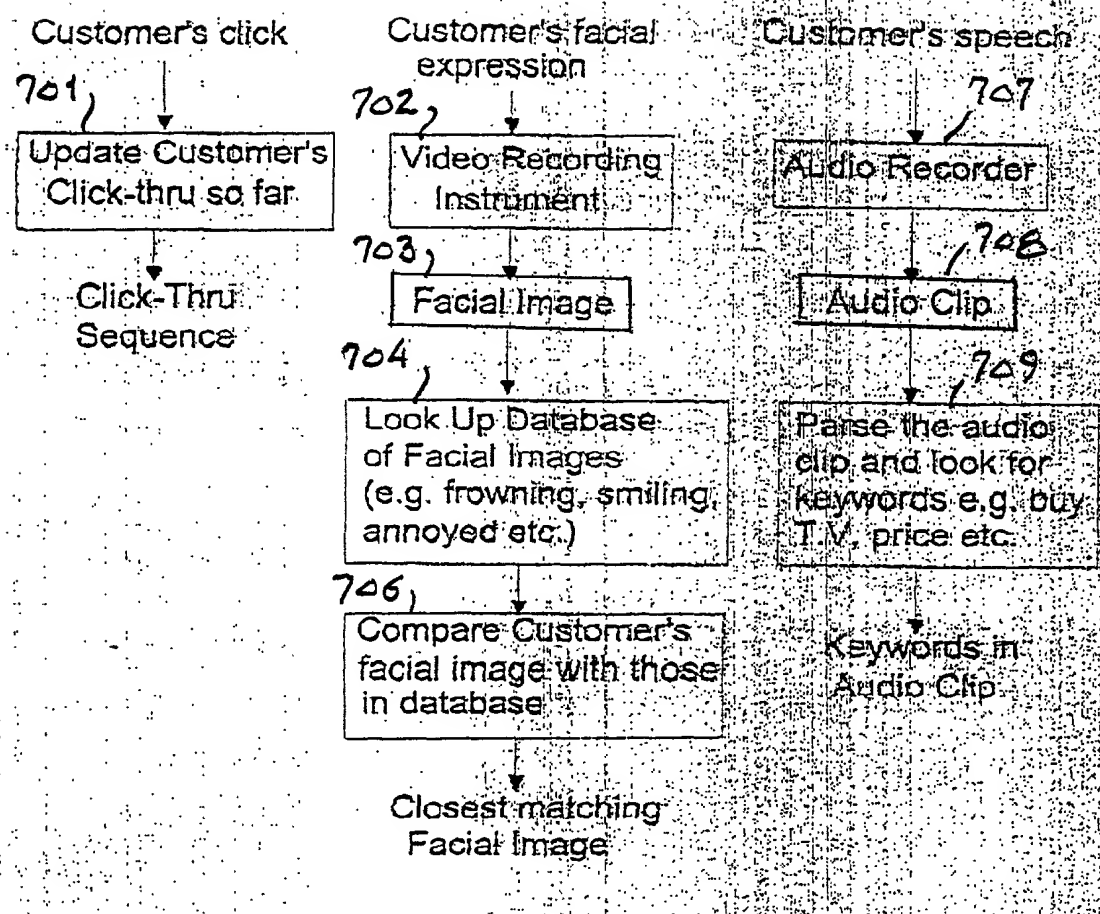 Customer's click
701
Update Customer's
Click-thru so far
Click-Thru
Sequence
Customer's facial
expression
702
Video Recording
Instrument
703
Facial Image
704
Look Up Database
of Facial Images
(e.g. frowning, smiling,
annoyed etc.)
706
Compare Customer's
facial image with those
in database
Closest matching
Facial Image
Customer's speech
707
Audio Recorder
708
Audio Clip
709
Parse the audio
clip and look for
keywords e.g. buy
T.V, price etc.
Keywords in
Audio Clip